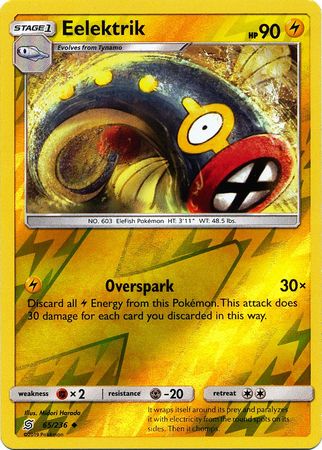 STAGE 1
Eelektrik
HP 90
Evolves from Tynamo
NO. 603 EleFish Pokémon HT: 3'11" WT: 48.5 lbs.
Overspark 30×
Discard all Energy from this Pokémon. This attack does
30 damage for each card you discarded in this way.
weakness × 2 resistance -20 retreat
Illus. Midori Harada
65/236
©2019 Pokémon
It wraps itself around its prey and paralyzes
it with electricity from the round spots on its
sides. Then it chomps.